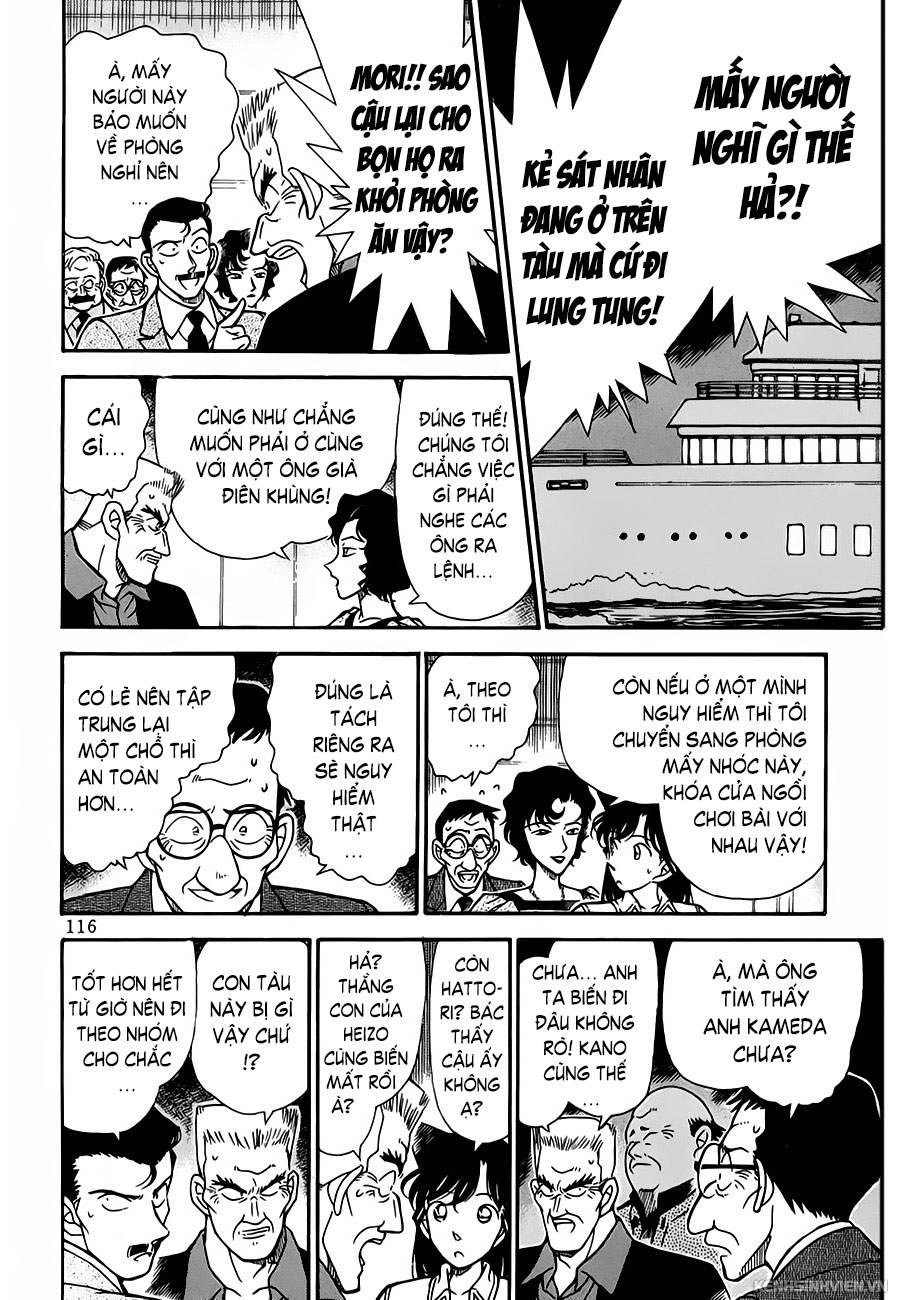 MẤY NGƯỜI
NGHĨ GÌ THẾ
HẢ?!
KẺ SÁT NHÂN
ĐANG Ở TRÊN
TÀU MÀ CỨ ĐI
LUNG TUNG!
MORI!! SAO
CẬU LẠI CHO
BỌN HỌ RA
KHỎI PHÒNG
ĂN VẬY?
À, MẤY
NGƯỜI NÀY
BẢO MUỐN
VỀ PHÒNG
NGHỈ NÊN
...
ĐÚNG THẾ!
CHÚNG TÔI
CHẲNG VIỆC
GÌ PHẢI
NGHE CÁC
ÔNG RA
LỆNH...
CŨNG NHƯ CHẲNG
MUỐN PHẢI Ở CÙNG
VỚI MỘT ÔNG GIÀ
ĐIÊN KHÙNG!
CÁI
GÌ...
CÒN NẾU Ở MỘT MÌNH
NGUY HIỂM THÌ TÔI
CHUYỂN SANG PHÒNG
MẤY NHÓC NÀY,
KHÓA CỬA NGỒI
CHƠI BÀI VỚI
NHAU VẬY!
À, THEO
TÔI THÌ
...
ĐÚNG LÀ
TÁCH
RIÊNG RA
SẼ NGUY
HIỂM
THẬT
...
CÓ LẼ NÊN TẬP
TRUNG LẠI
MỘT CHỖ THÌ
AN TOÀN
HƠN...
116
À, MÀ ÔNG
TÌM THẤY
ANH KAMEDA
CHƯA?
CHƯA... ANH
TA BIẾN ĐI
ĐÂU KHÔNG
RÕ! KANO
CŨNG THẾ
...
CÒN
HATTO-
RI? BÁC
THẤY
CẬU ẤY
KHÔNG
Ạ?
HẢ?
THẰNG
CON CỦA
HEIZO
CŨNG BIẾN
MẤT RỒI
À?
CON TÀU
NÀY BỊ GÌ
VẬY CHỨ
!?
TỐT HƠN HẾT
TỪ GIỜ NÊN ĐI
THEO NHÓM
CHO CHẮC
...
KENHSINHVIEN.VN